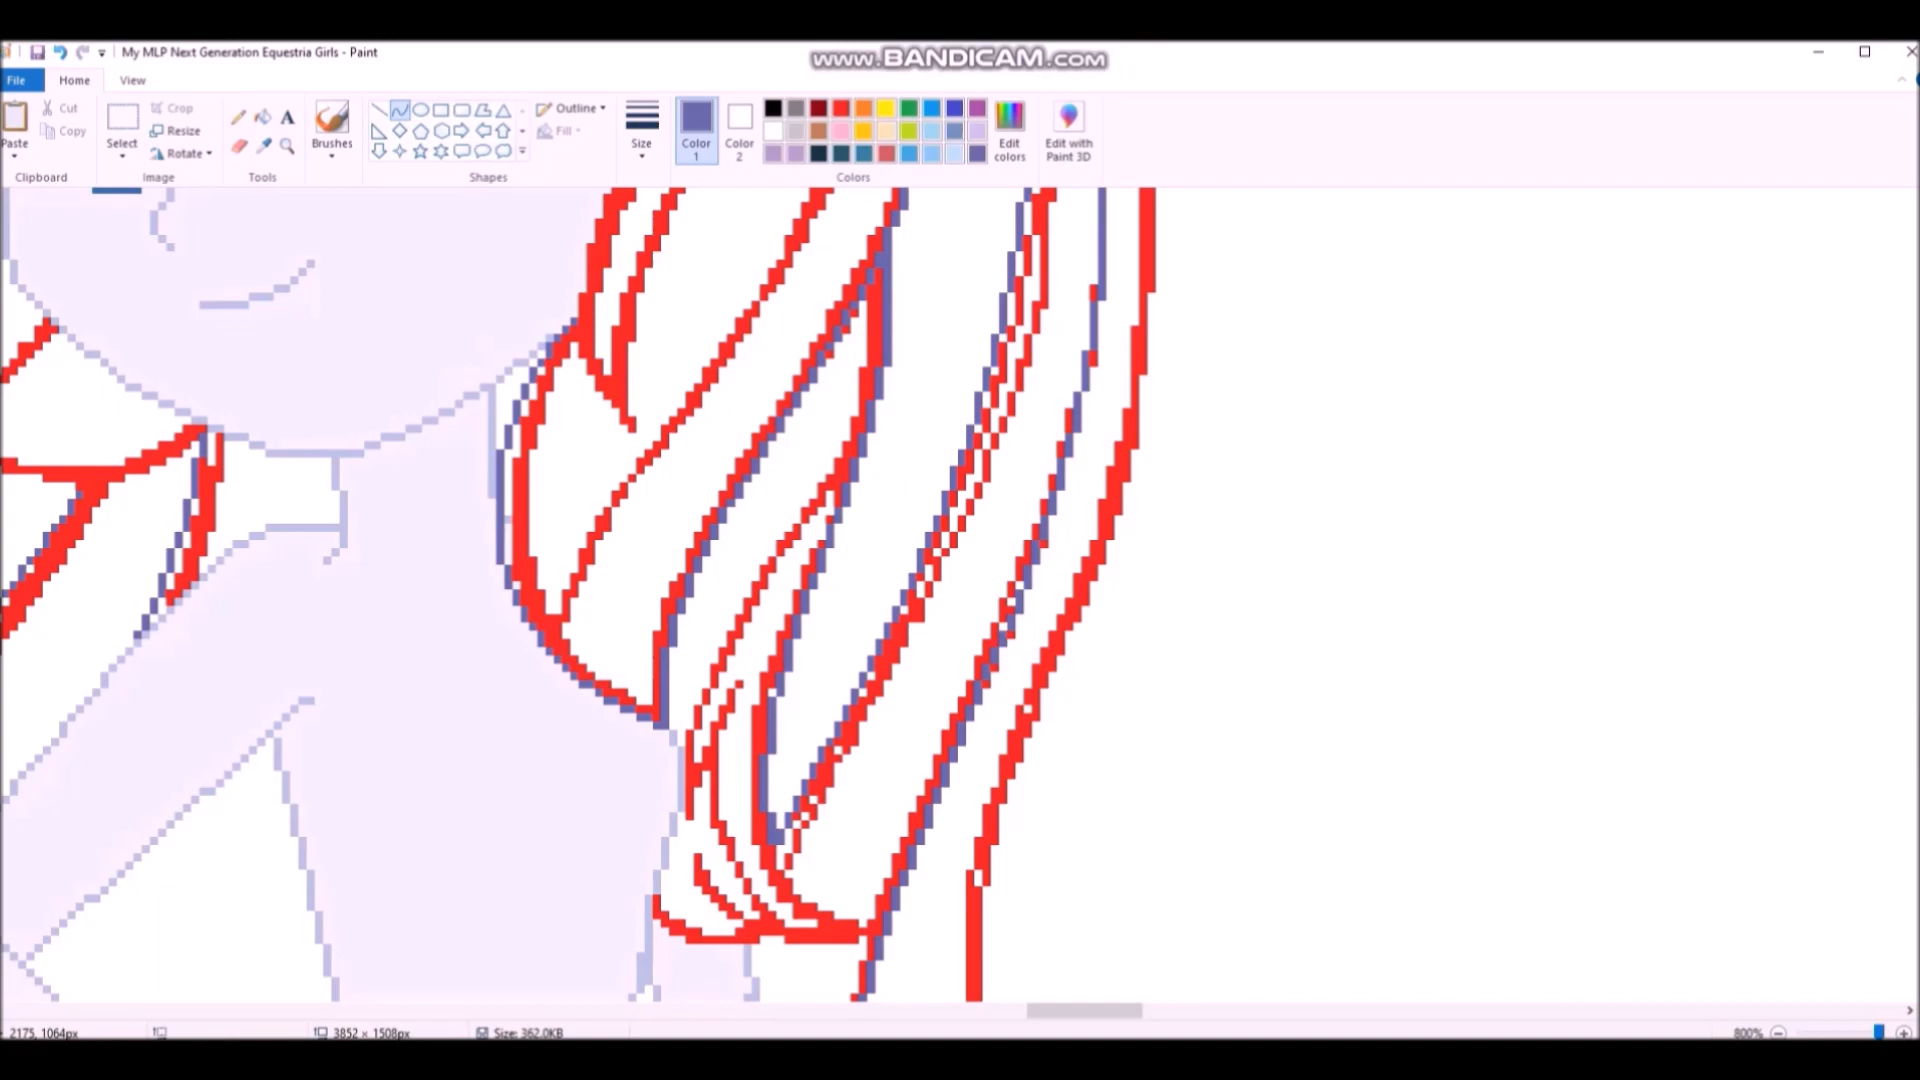 My MLP Next Generation Equestria Girls - Paint
www.BANDICAM.com
File Home View
Paste
Cut
Copy
Clipboard
Select
Crop
Resize
Rotate
Image
A
Tools
Brushes
Outline
Fill
Shapes
Size
Color 1
Color 2
Colors
Edit colors
Edit with Paint 3D
2175, 1064px
3852 × 1508px
Size: 362.0KB
800%